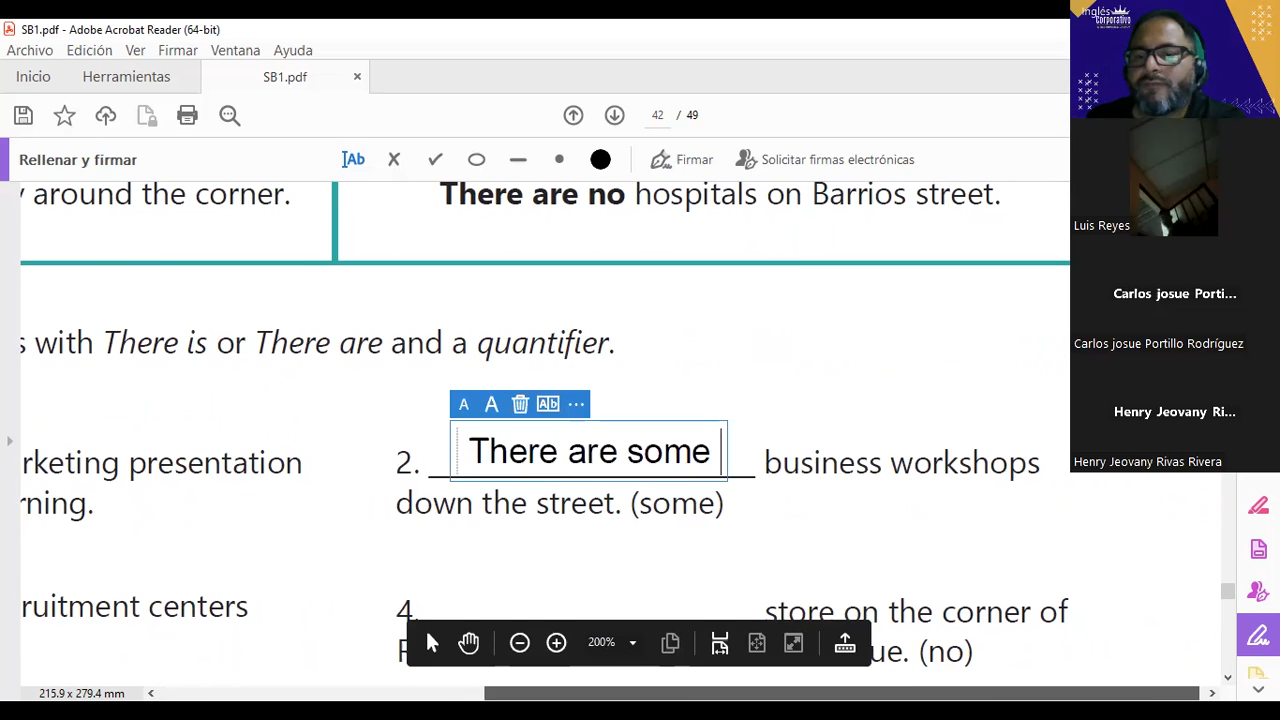 SB1.pdf - Adobe Acrobat Reader (64-bit)
Archivo Edición Ver Firmar Ventana Ayuda
Inicio Herramientas SB1.pdf ×
42 / 49
Rellenar y firmar
Ab
Firmar
Solicitar firmas electrónicas
y around the corner.
There are no hospitals on Barrios street.
s with There is or There are and a quantifier.
A A Ab ...
rketing presentation
rning.
2. There are some business workshops
down the street. (some)
ruitment centers
4. store on the corner of
ue. (no)
200%
215.9 x 279.4 mm
Inglés
Corporativo
Luis Reyes
Carlos josue Porti...
Carlos josue Portillo Rodríguez
Henry Jeovany Ri...
Henry Jeovany Rivas Rivera